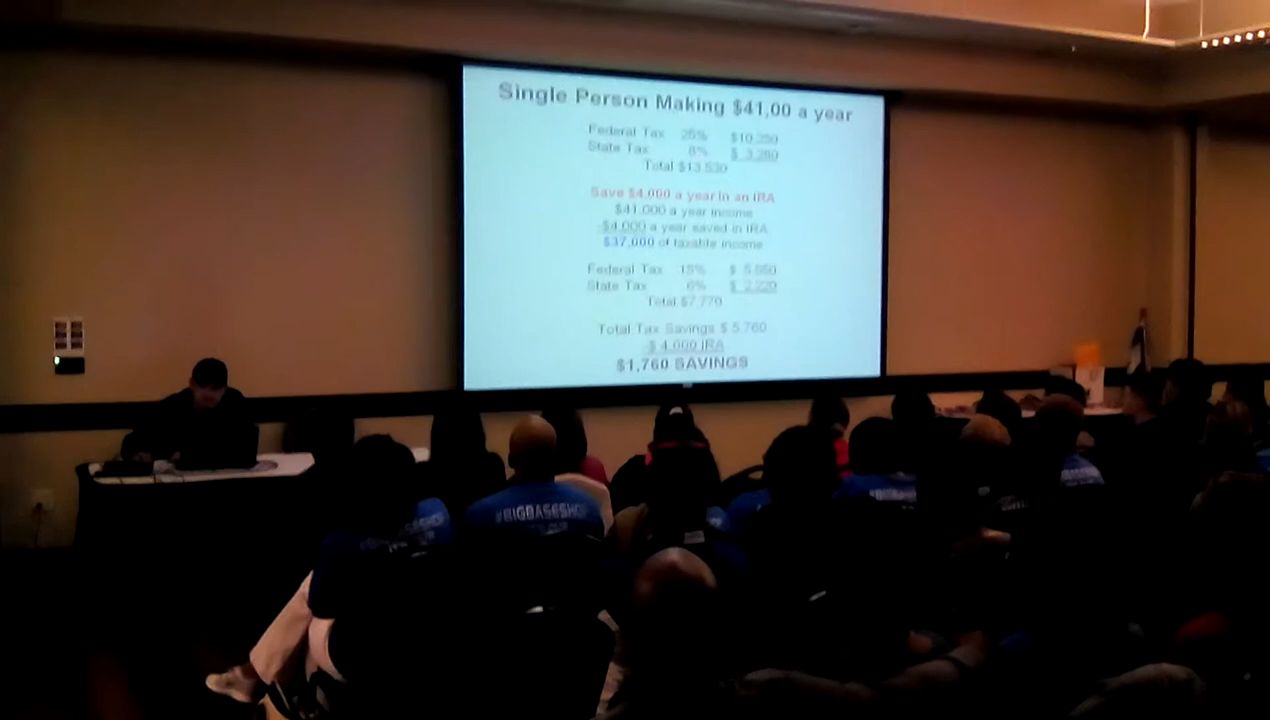 Single Person Making $41,00 a year
Federal Tax 25% $10,250
State Tax 8% $ 3,280
Total $13,530
Save $4,000 a year in an IRA
$41,000 a year income
-$4,000 a year saved in IRA
$37,000 of taxable income
Federal Tax 15% $ 5,550
State Tax 6% $ 2,220
Total $7,770
Total Tax Savings $ 5,760
-$ 4,000 IRA
$1,760 SAVINGS
#BIGBASESHOP